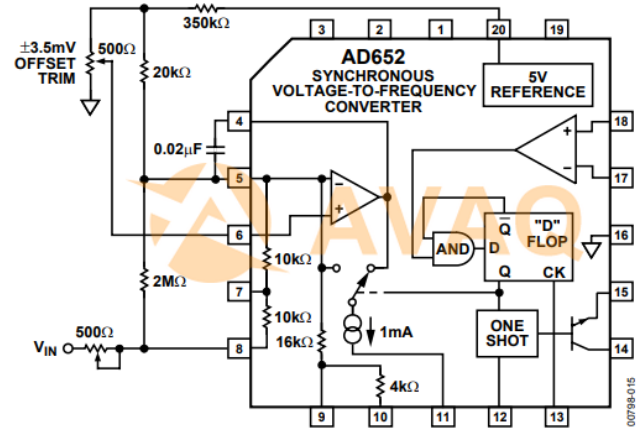 350kΩ
±3.5mV
OFFSET
TRIM
500Ω
20kΩ
3
2
1
20
19
AD652
SYNCHRONOUS
VOLTAGE-TO-FREQUENCY
CONVERTER
5V
REFERENCE
0.02µF
4
5
6
7
8
+
–
18
17
16
15
14
–
+
AVAQ
AND
D
Q
"D"
FLOP
Q
CK
10kΩ
2MΩ
10kΩ
16kΩ
4kΩ
1mA
ONE
SHOT
VIN
500Ω
9
10
11
12
13
00798-015